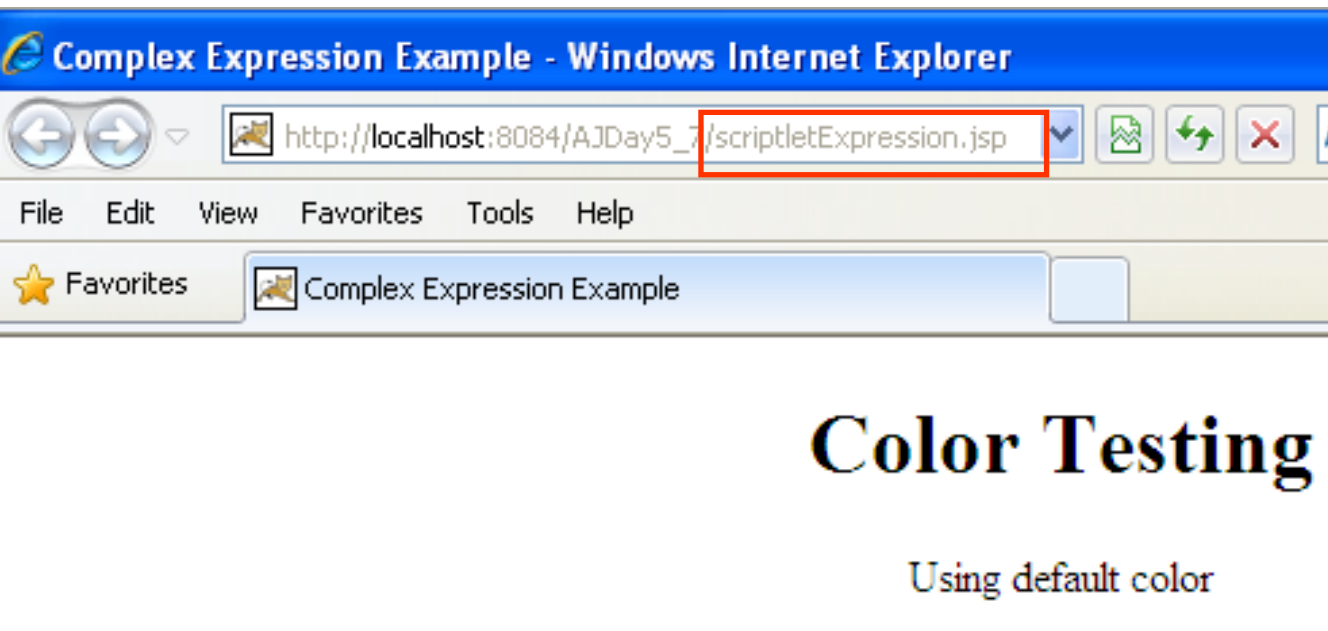 Complex Expression Example - Windows Internet Explorer
http://localhost:8084/AJDay5_7/scriptletExpression.jsp
File Edit View Favorites Tools Help
Favorites Complex Expression Example
Color Testing
Using default color